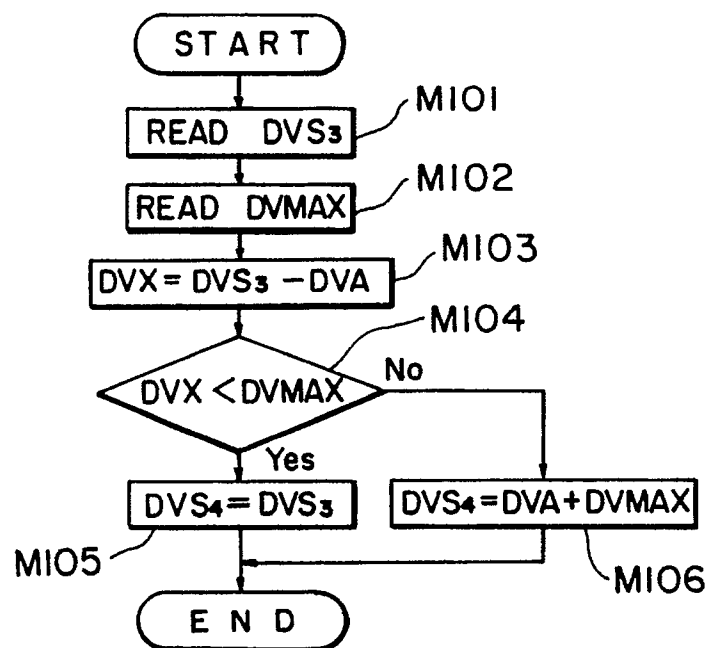 START
M101
READ DVS₃
M102
READ DVMAX
M103
DVX = DVS₃ - DVA
M104
DVX < DVMAX
No
Yes
DVS₄ = DVS₃
DVS₄ = DVA + DVMAX
M105
M106
END